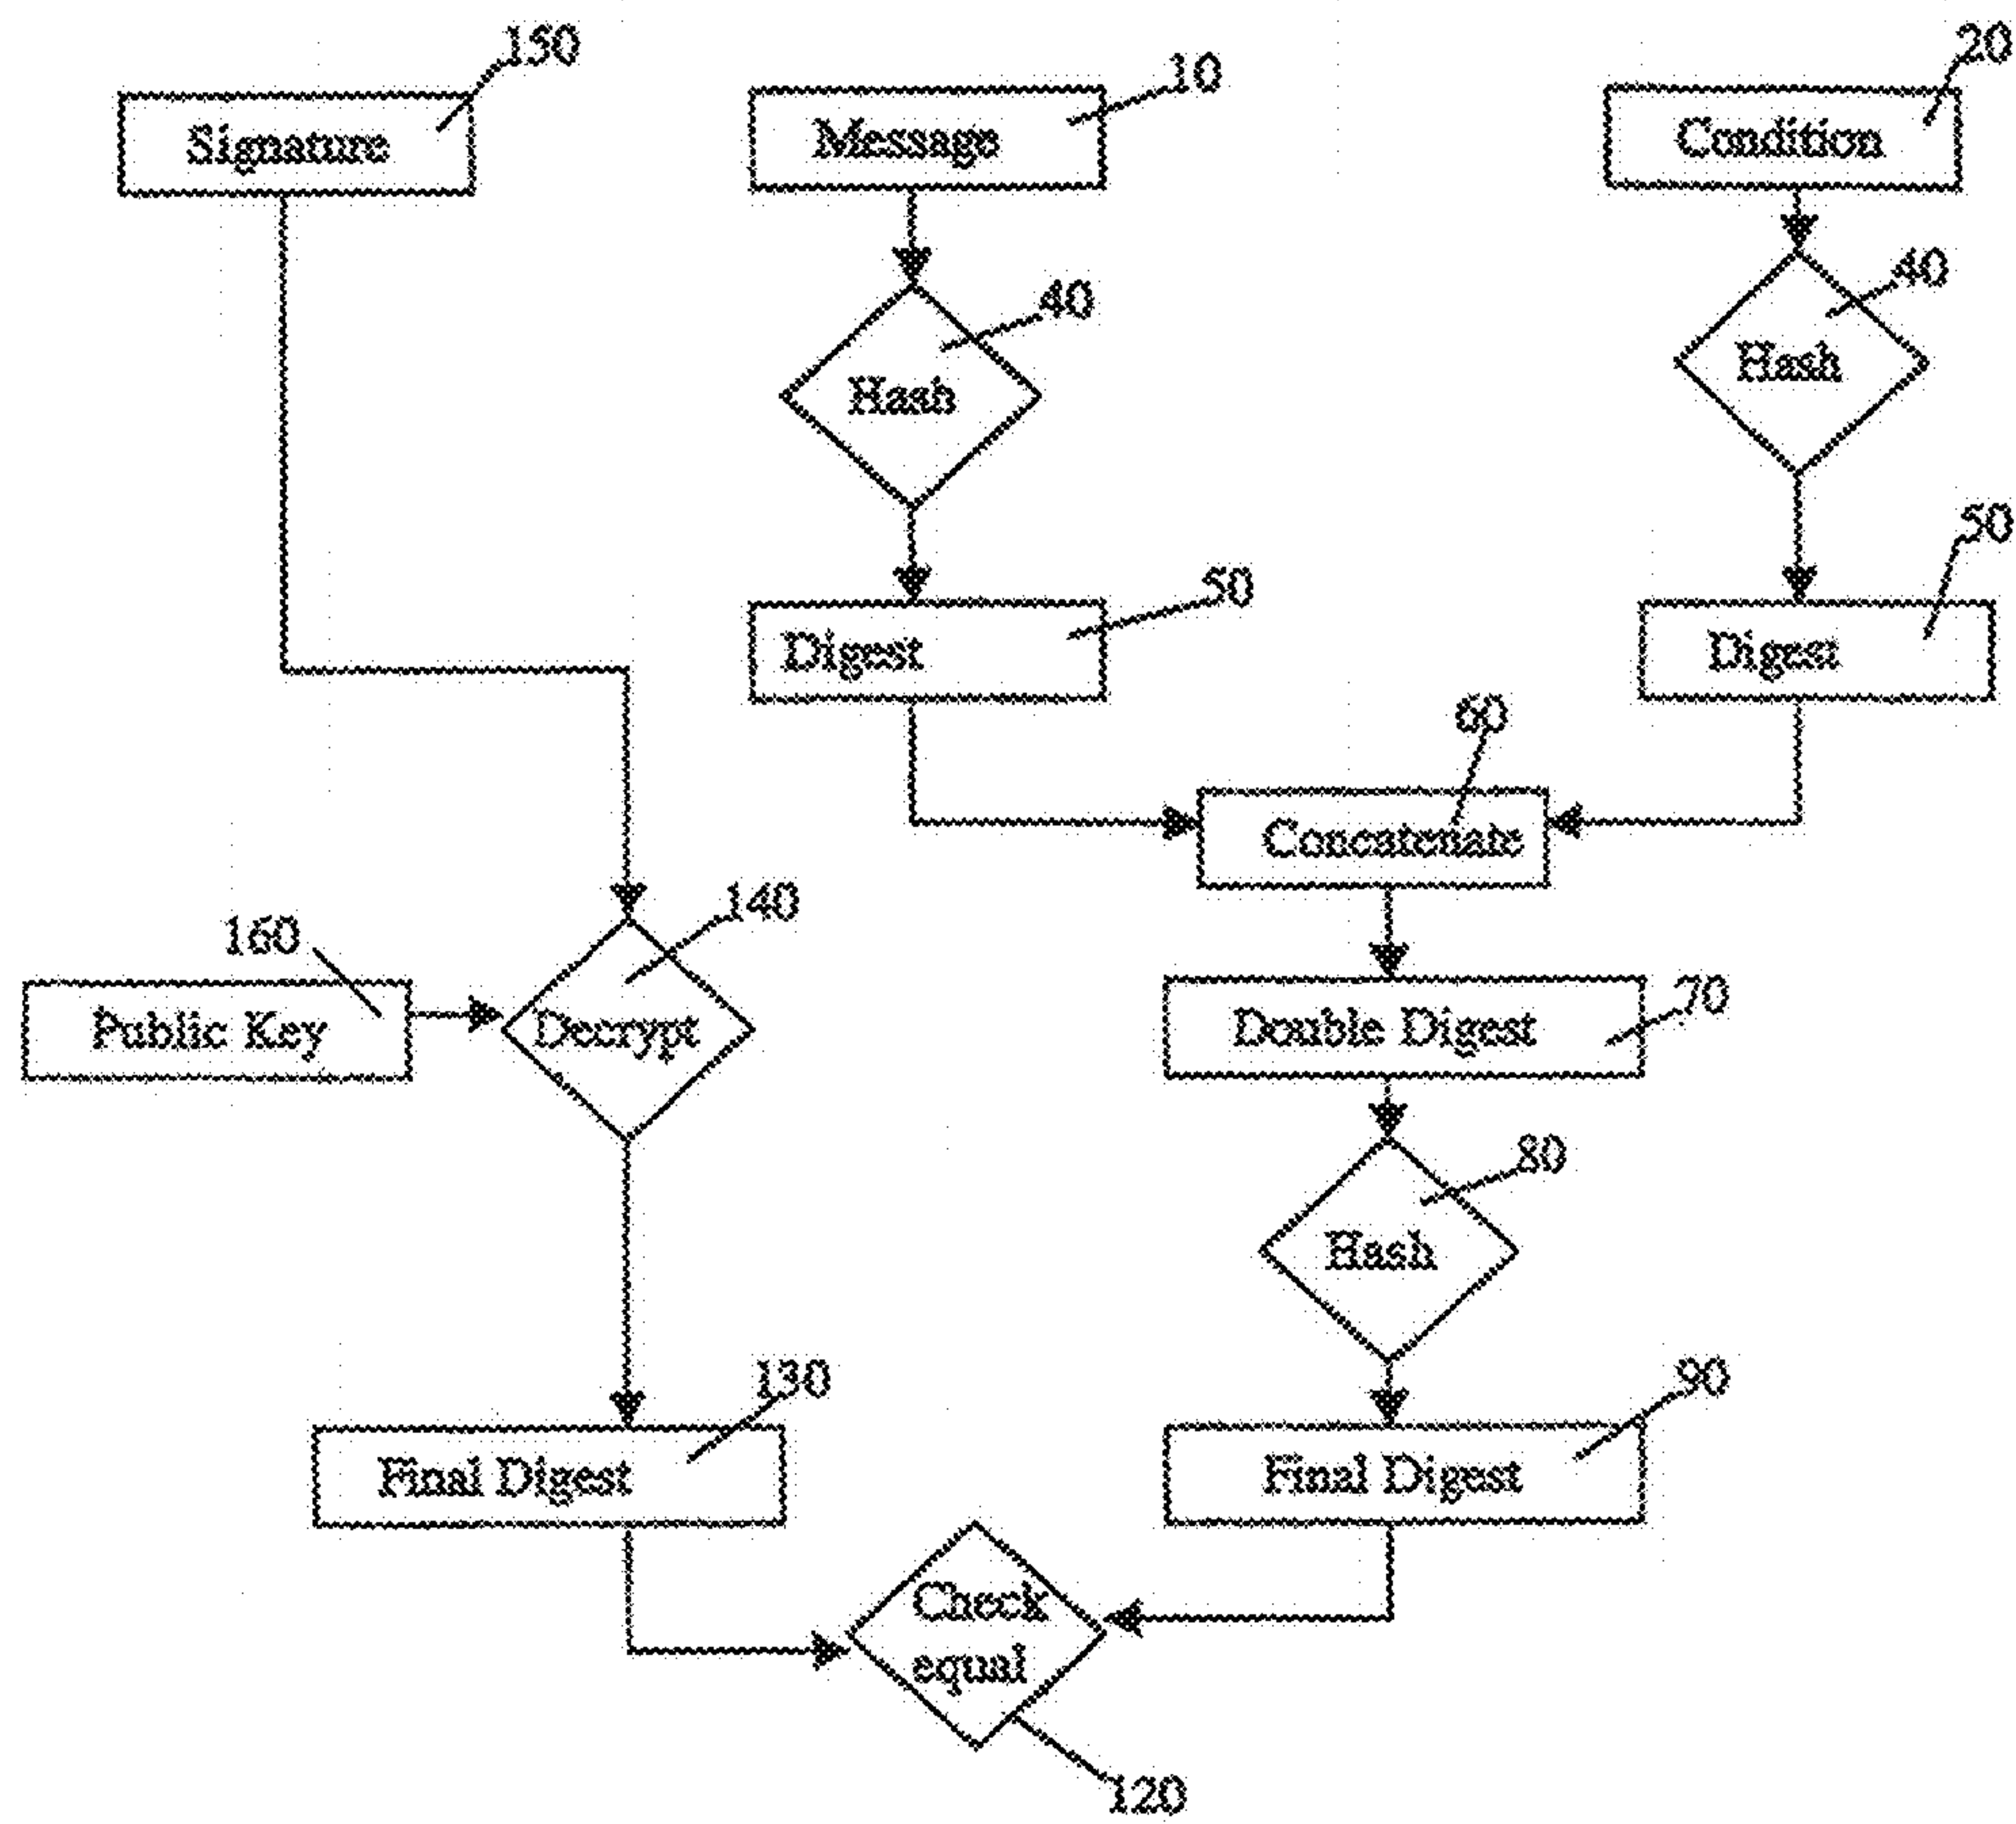 150
10
20
Signature
Message
Condition
40
40
Hash
Hash
50
50
Digest
Digest
60
Concatenate
140
160
Public Key
Decrypt
70
Double Digest
80
Hash
130
90
Final Digest
Final Digest
Check
equal
120